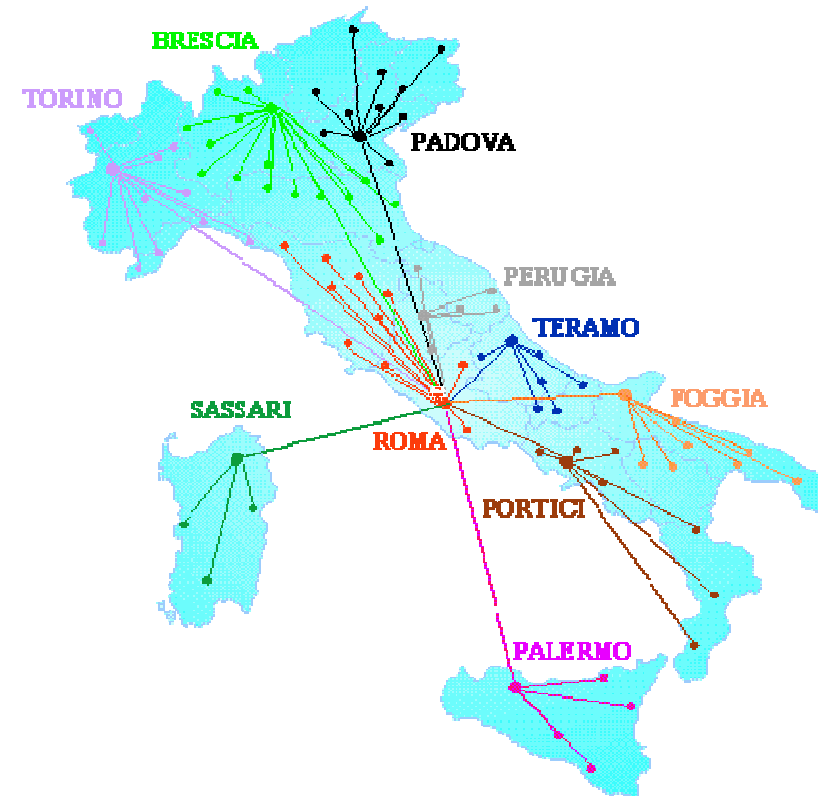 BRESCIA
TORINO
PADOVA
PERUGIA
TERAMO
FOGGIA
SASSARI
ROMA
PORTICI
PALERMO